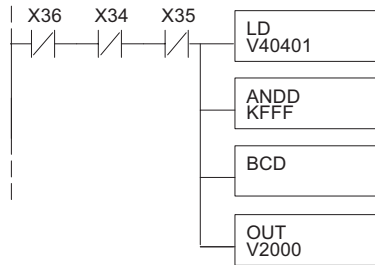 X36 X34 X35
LD
V40401
ANDD
KFFF
BCD
OUT
V2000